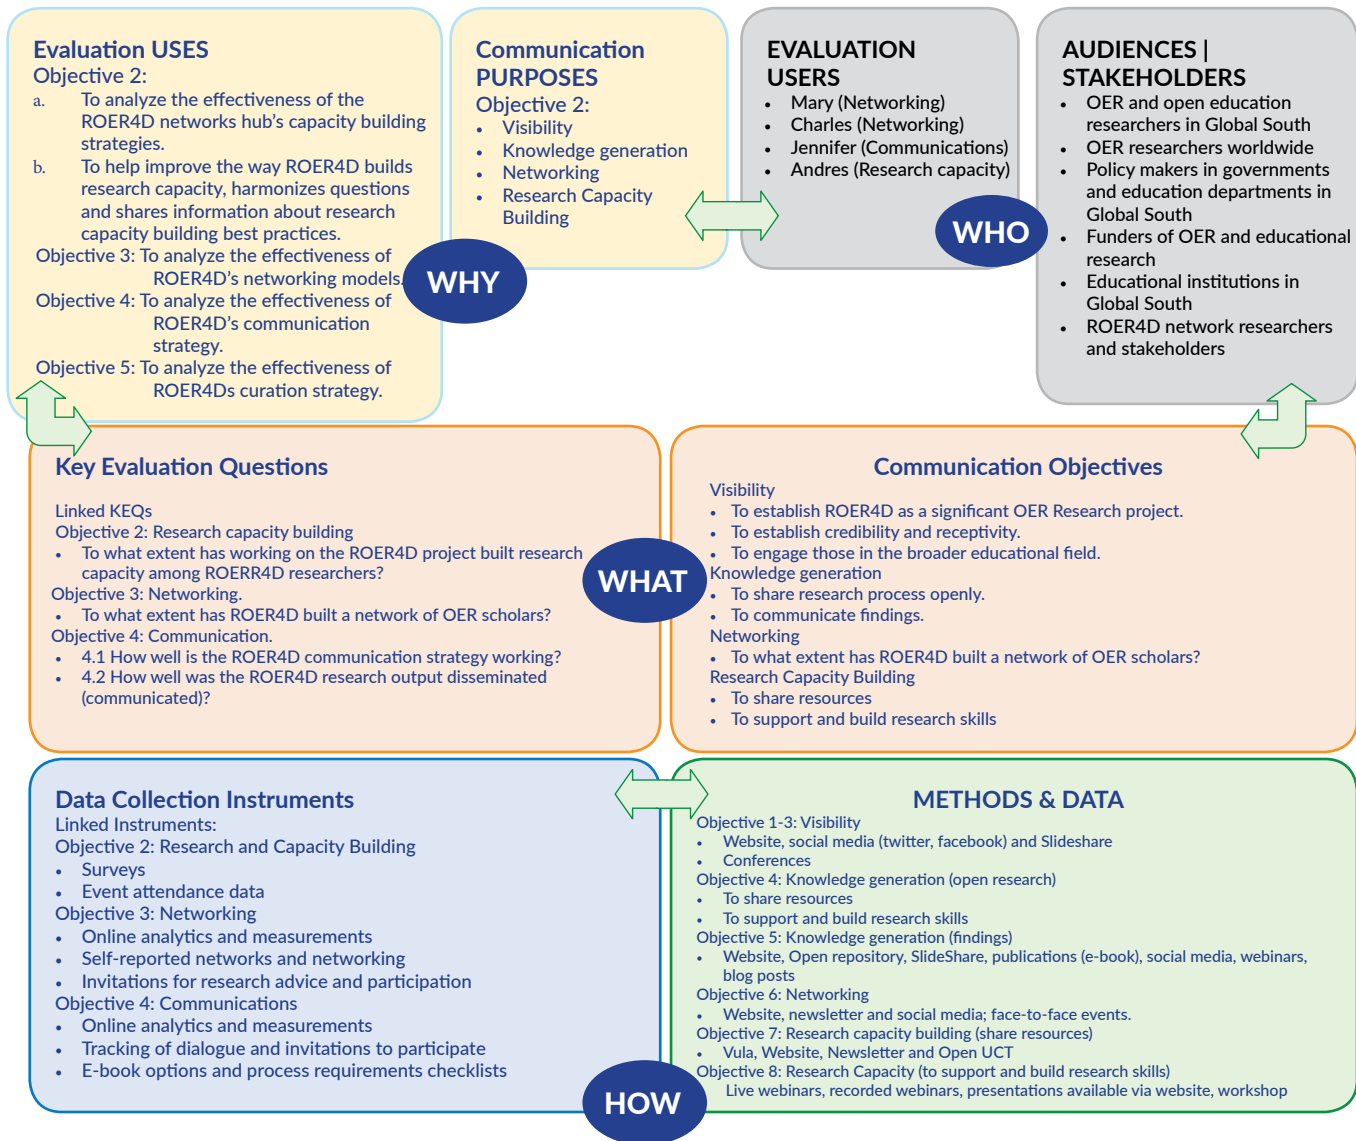 Evaluation USES
Objective 2:
a. To analyze the effectiveness of the
ROER4D networks hub's capacity building
strategies.
b. To help improve the way ROER4D builds
research capacity, harmonizes questions
and shares information about research
capacity building best practices.
Objective 3: To analyze the effectiveness of
ROER4D's networking models.
Objective 4: To analyze the effectiveness of
ROER4D's communication
strategy.
Objective 5: To analyze the effectiveness of
ROER4Ds curation strategy.
WHY
Communication
PURPOSES
Objective 2:
• Visibility
• Knowledge generation
• Networking
• Research Capacity
Building
EVALUATION
USERS
• Mary (Networking)
• Charles (Networking)
• Jennifer (Communications)
• Andres (Research capacity)
WHO
AUDIENCES |
STAKEHOLDERS
• OER and open education
researchers in Global South
• OER researchers worldwide
• Policy makers in governments
and education departments in
Global South
• Funders of OER and educational
research
• Educational institutions in
Global South
• ROER4D network researchers
and stakeholders
Key Evaluation Questions
Linked KEQs
Objective 2: Research capacity building
• To what extent has working on the ROER4D project built research
capacity among ROERR4D researchers?
Objective 3: Networking.
• To what extent has ROER4D built a network of OER scholars?
Objective 4: Communication.
• 4.1 How well is the ROER4D communication strategy working?
• 4.2 How well was the ROER4D research output disseminated
(communicated)?
WHAT
Communication Objectives
Visibility
• To establish ROER4D as a significant OER Research project.
• To establish credibility and receptivity.
• To engage those in the broader educational field.
Knowledge generation
• To share research process openly.
• To communicate findings.
Networking
• To what extent has ROER4D built a network of OER scholars?
Research Capacity Building
• To share resources
• To support and build research skills
Data Collection Instruments
Linked Instruments:
Objective 2: Research and Capacity Building
• Surveys
• Event attendance data
Objective 3: Networking
• Online analytics and measurements
• Self-reported networks and networking
• Invitations for research advice and participation
Objective 4: Communications
• Online analytics and measurements
• Tracking of dialogue and invitations to participate
• E-book options and process requirements checklists
HOW
METHODS & DATA
Objective 1-3: Visibility
• Website, social media (twitter, facebook) and Slideshare
• Conferences
Objective 4: Knowledge generation (open research)
• To share resources
• To support and build research skills
Objective 5: Knowledge generation (findings)
• Website, Open repository, SlideShare, publications (e-book), social media, webinars,
blog posts
Objective 6: Networking
• Website, newsletter and social media; face-to-face events.
Objective 7: Research capacity building (share resources)
• Vula, Website, Newsletter and Open UCT
Objective 8: Research Capacity (to support and build research skills)
Live webinars, recorded webinars, presentations available via website, workshop